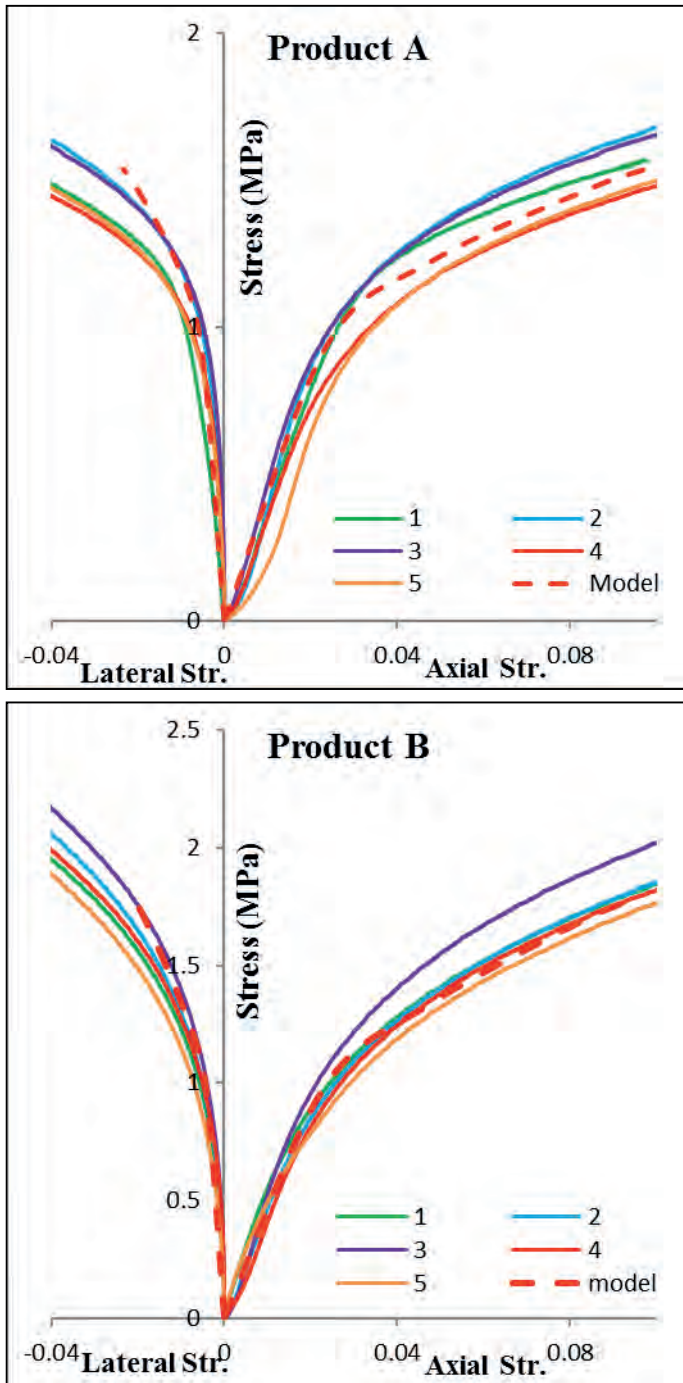 Product A
2
Stress (MPa)
1
0
1 2
3 4
5 Model
-0.04 0 0.04 0.08
Lateral Str. Axial Str.
Product B
2.5
2
Stress (MPa)
1.5
1
0.5
0
1 2
3 4
5 model
-0.04 0 0.04 0.08
Lateral Str. Axial Str.